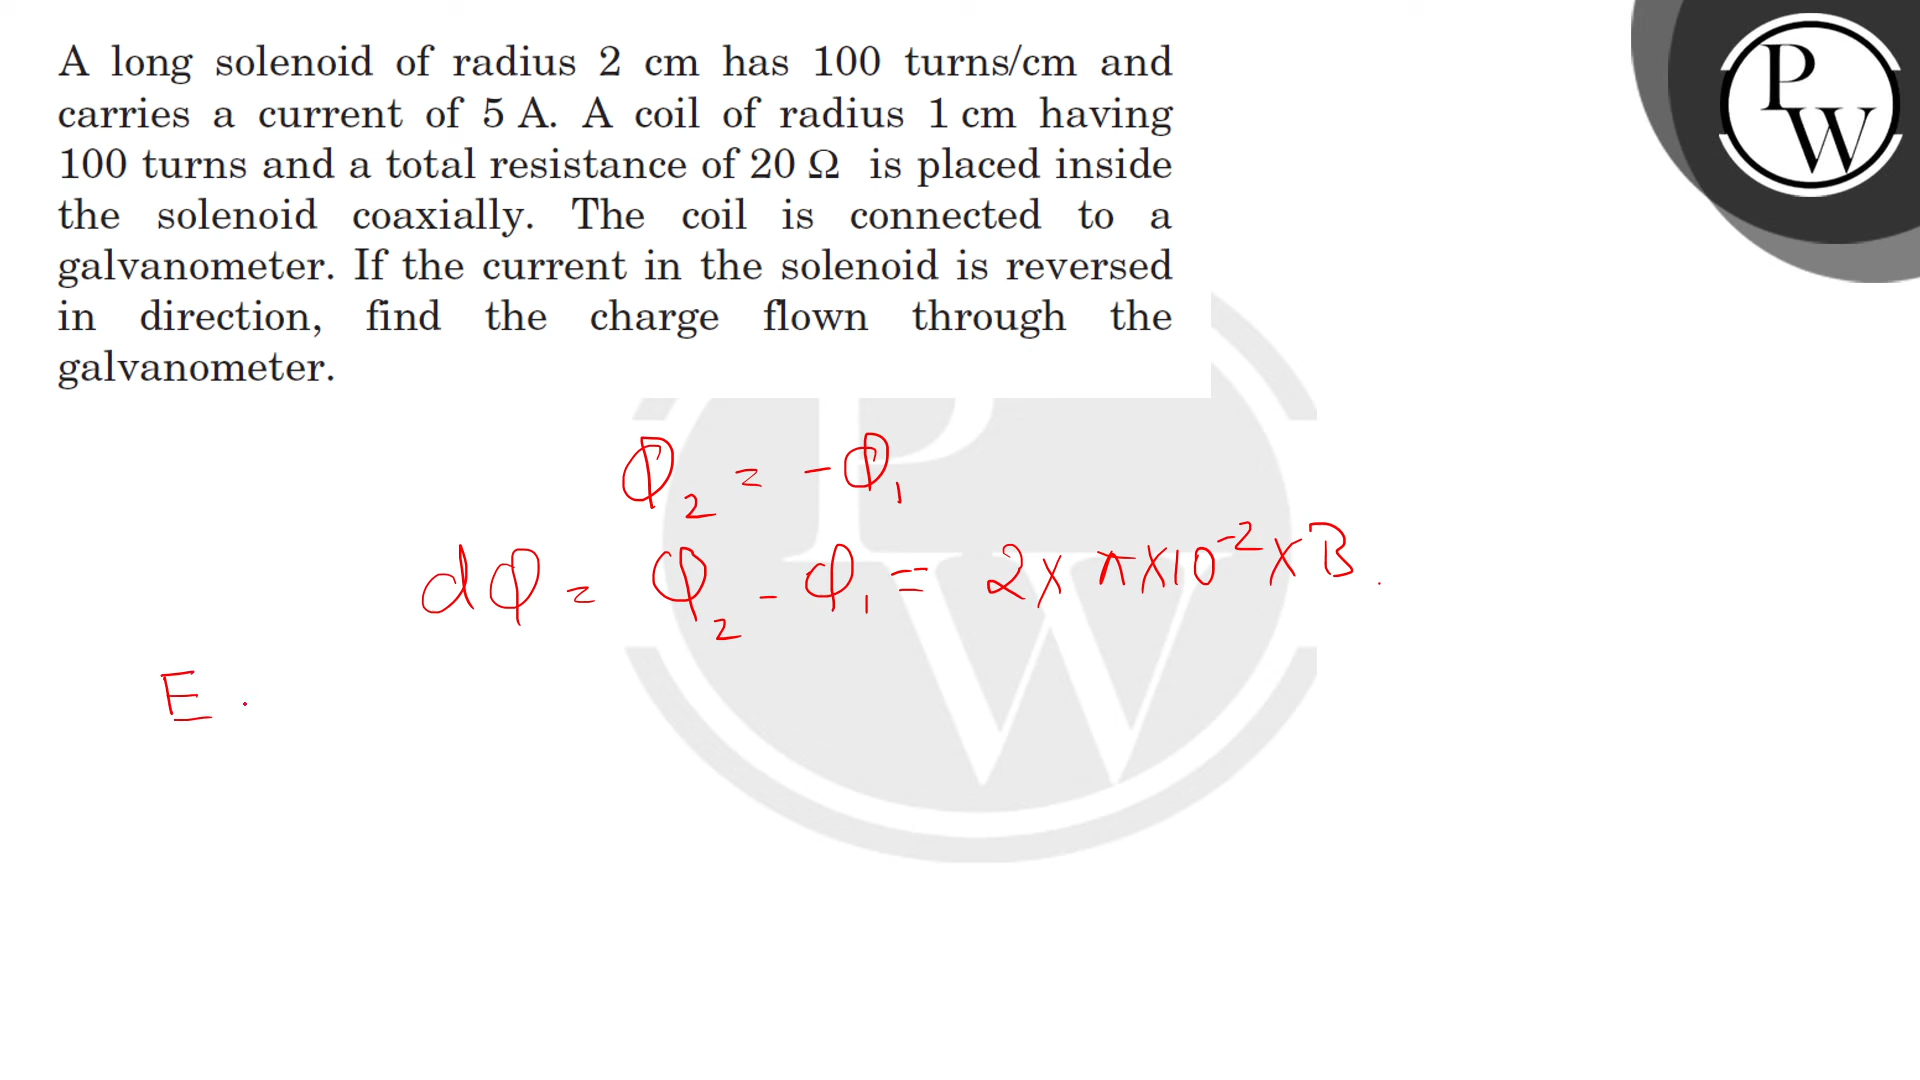 A long solenoid of radius 2 cm has 100 turns/cm and
carries a current of 5 A. A coil of radius 1 cm having
100 turns and a total resistance of 20 Ω is placed inside
the solenoid coaxially. The coil is connected to a
galvanometer. If the current in the solenoid is reversed
in direction, find the charge flown through the
galvanometer.
Φ₂ = -Φ₁
dΦ = Φ₂ - Φ₁ = 2 × π × 10⁻² × B.
E.
PW
PW